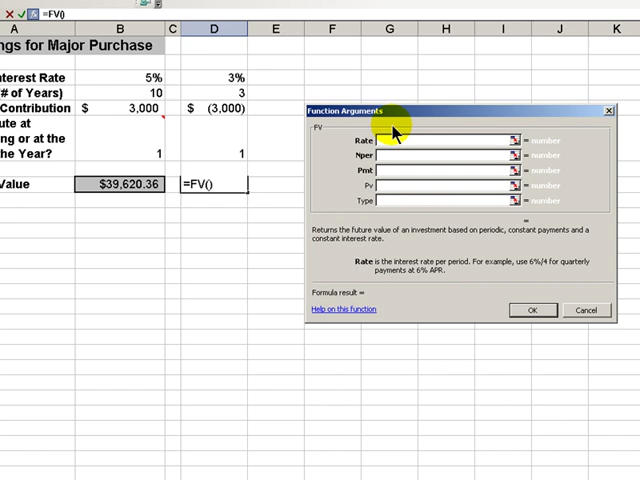 =FV()
A B C D E F G H I J K
ngs for Major Purchase
nterest Rate 5% 3%
(# of Years) 10 3
Contribution $ 3,000 $ (3,000)
ute at
ing or at the
the Year? 1 1
Value $39,620.36 =FV()
Function Arguments
FV
Rate = number
Nper = number
Pmt = number
Pv = number
Type = number
=
Returns the future value of an investment based on periodic, constant payments and a
constant interest rate.
Rate is the interest rate per period. For example, use 6%/4 for quarterly
payments at 6% APR.
Formula result =
Help on this function OK Cancel